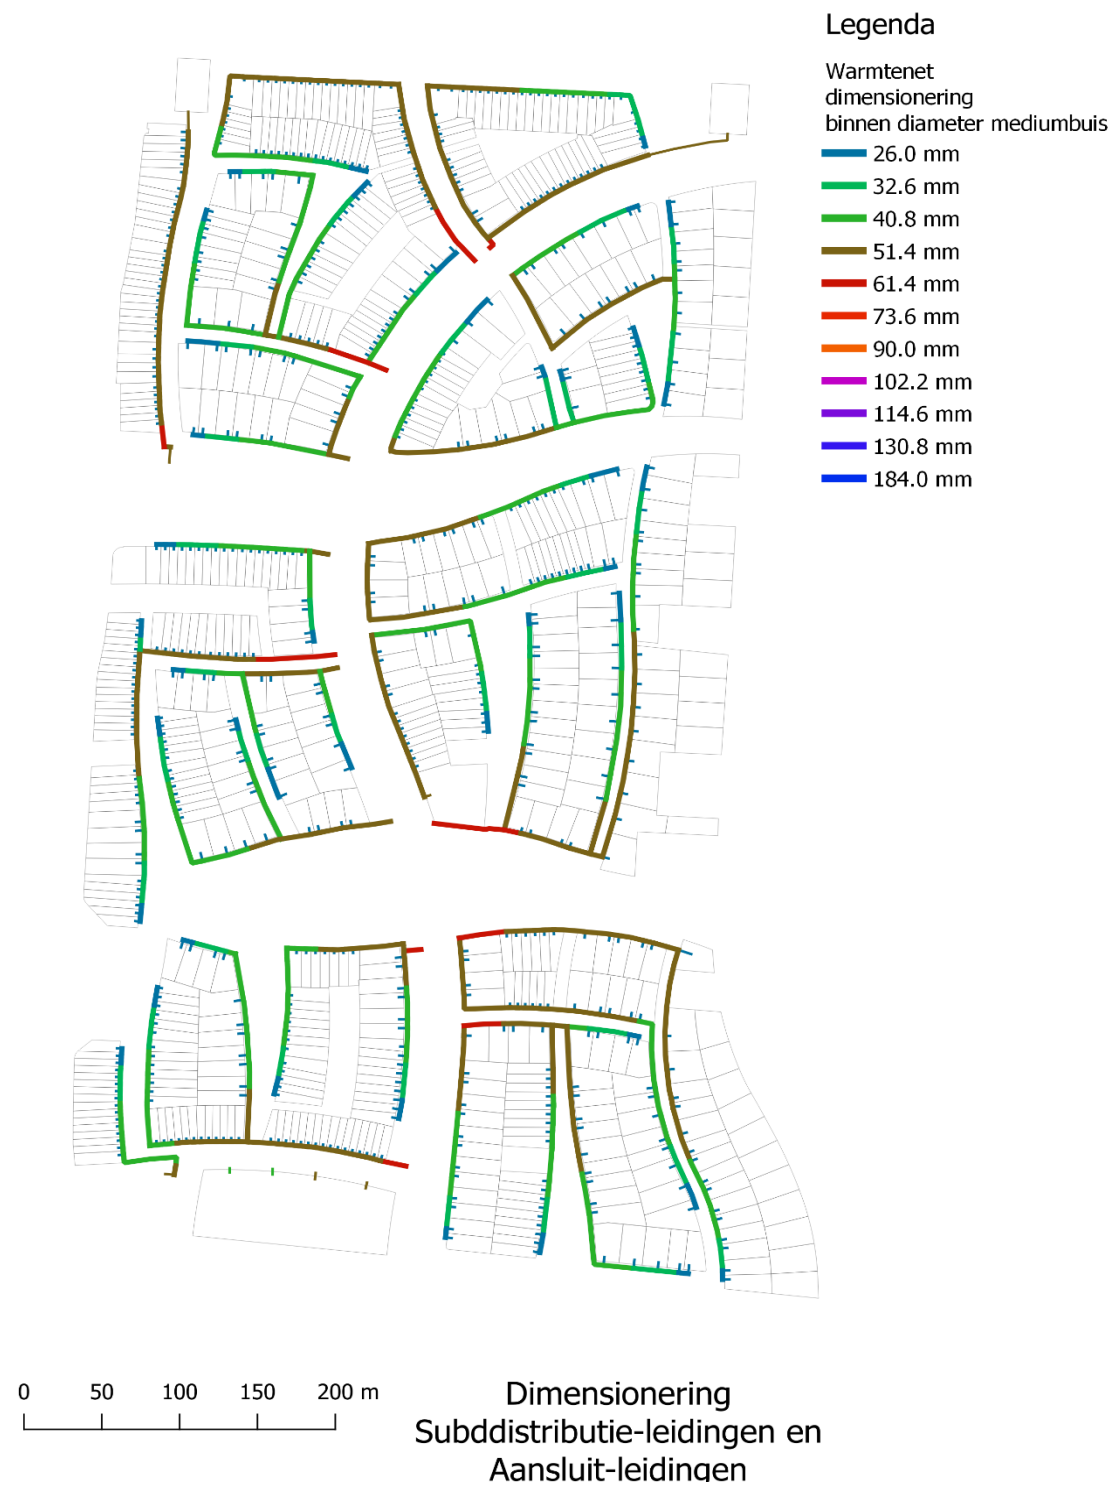 Legenda
Warmtenet
dimensionering
binnen diameter mediumbuis
26.0 mm
32.6 mm
40.8 mm
51.4 mm
61.4 mm
73.6 mm
90.0 mm
102.2 mm
114.6 mm
130.8 mm
184.0 mm
0 50 100 150 200 m
Dimensionering
Subddistributie-leidingen en
Aansluit-leidingen